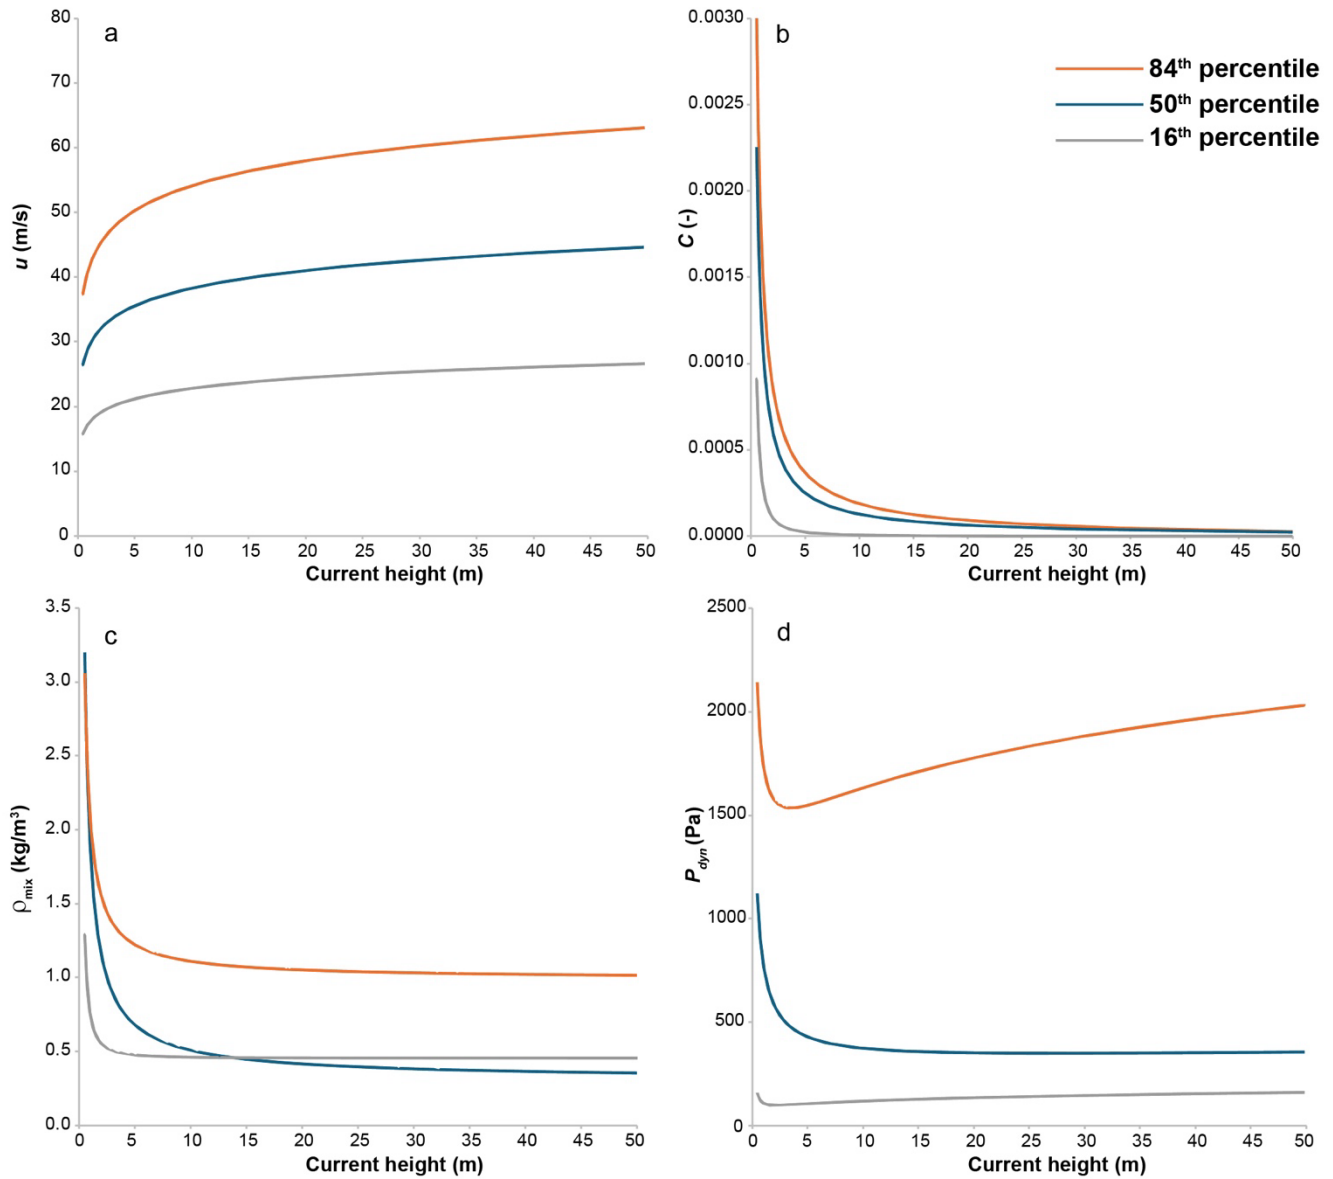 a
80
70
60
50
40
30
20
10
0
u (m/s)
0 5 10 15 20 25 30 35 40 45 50
Current height (m)
b
0.0030
0.0025
0.0020
0.0015
0.0010
0.0005
0.0000
C (-)
0 5 10 15 20 25 30 35 40 45 50
Current height (m)
84th percentile
50th percentile
16th percentile
c
3.5
3.0
2.5
2.0
1.5
1.0
0.5
0.0
ρmix (kg/m³)
0 5 10 15 20 25 30 35 40 45 50
Current height (m)
d
2500
2000
1500
1000
500
0
Pdyn (Pa)
0 5 10 15 20 25 30 35 40 45 50
Current height (m)